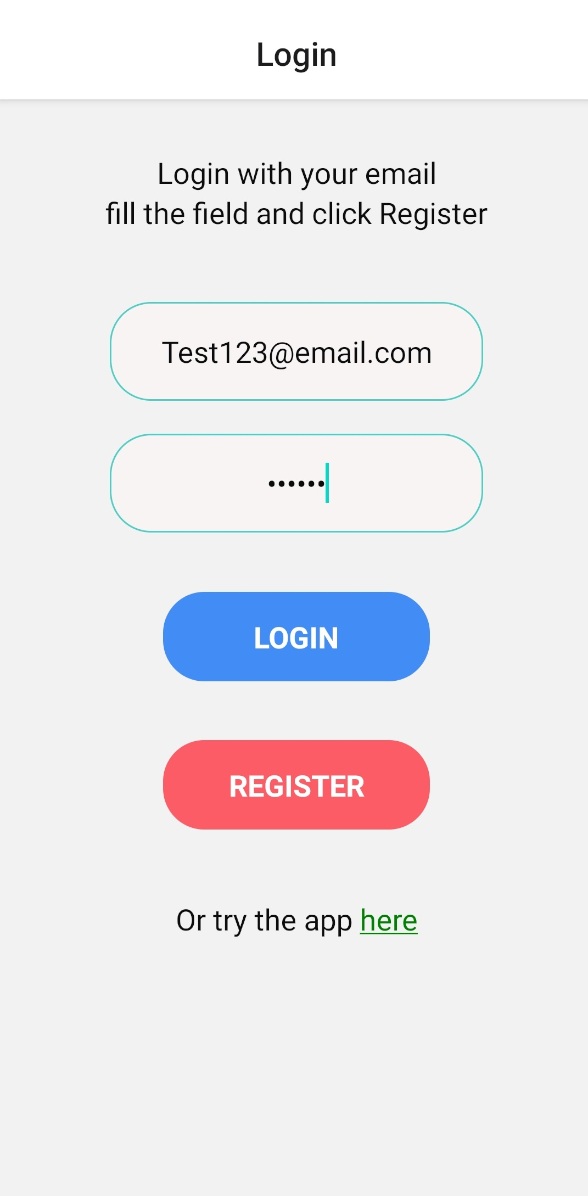 Login
Login with your email
fill the field and click Register
Test123@email.com
••••••
LOGIN
REGISTER
Or try the app here